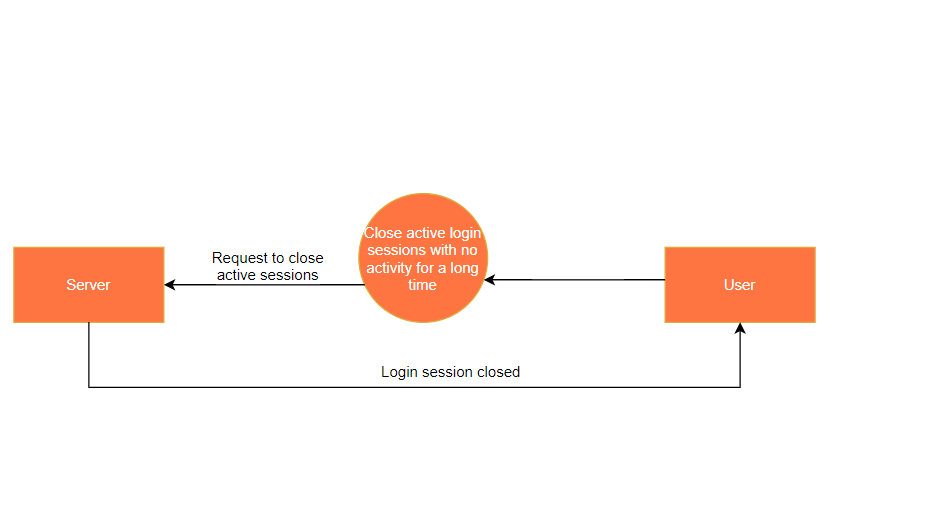 Close active login
sessions with no
activity for a long
time
Request to close
active sessions
Server
User
Login session closed